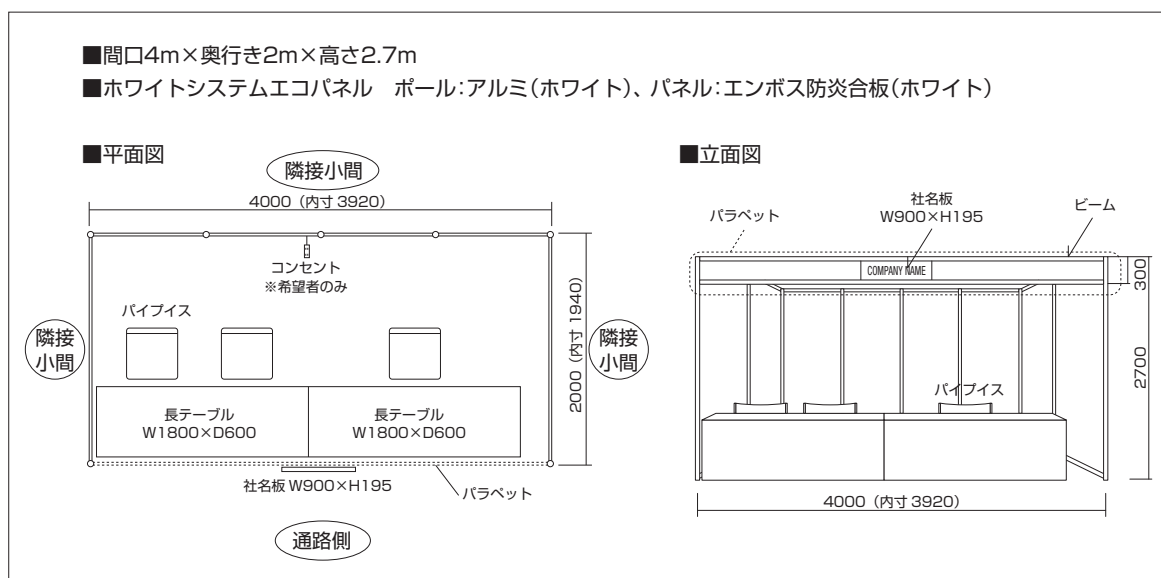 ■間口4m×奥行き2m×高さ2.7m
■ホワイトシステムエコパネル　ポール:アルミ(ホワイト)、パネル:エンボス防炎合板(ホワイト)
■平面図
隣接小間
4000（内寸 3920）
コンセント
※希望者のみ
パイプイス
隣接
小間
隣接
小間
2000（内寸 1940）
長テーブル
W1800×D600
長テーブル
W1800×D600
社名板 W900×H195
パラペット
通路側
■立面図
社名板
W900×H195
パラペット
ビーム
COMPANY NAME
300
2700
パイプイス
4000（内寸 3920）